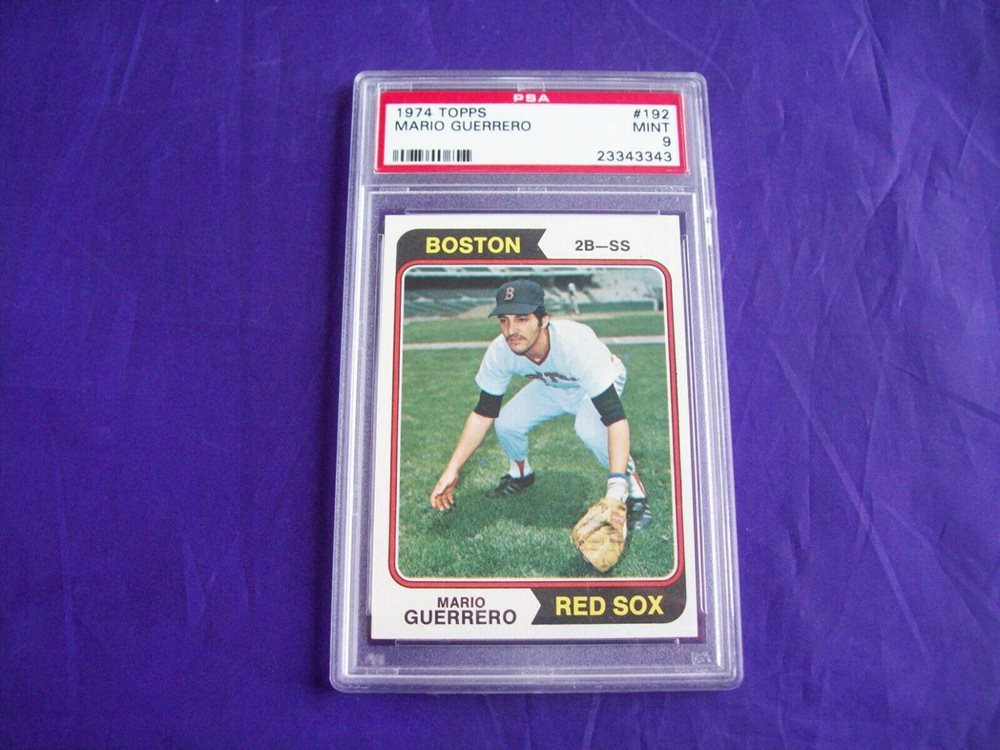 PSA
1974 TOPPS #192
MARIO GUERRERO MINT
9
23343343
BOSTON 2B—SS
B
MARIO
GUERRERO
RED SOX